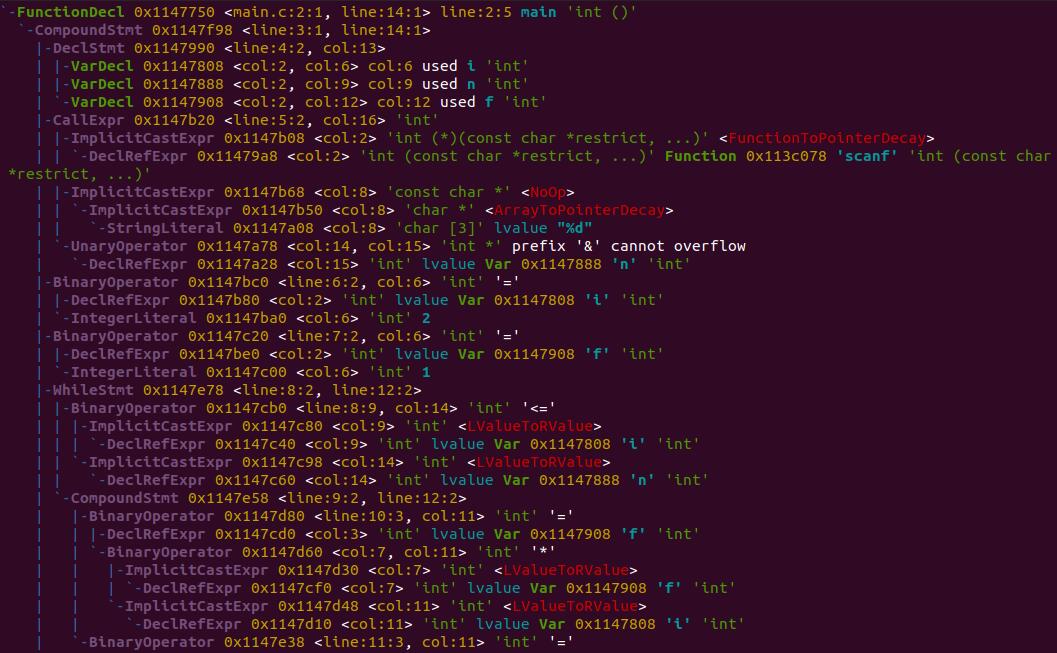 `-FunctionDecl 0x1147750 <main.c:2:1, line:14:1> line:2:5 main 'int ()'
  `-CompoundStmt 0x1147f98 <line:3:1, line:14:1>
    |-DeclStmt 0x1147990 <line:4:2, col:13>
    | |-VarDecl 0x1147808 <col:2, col:6> col:6 used i 'int'
    | |-VarDecl 0x1147888 <col:2, col:9> col:9 used n 'int'
    | `-VarDecl 0x1147908 <col:2, col:12> col:12 used f 'int'
    |-CallExpr 0x1147b20 <line:5:2, col:16> 'int'
    | |-ImplicitCastExpr 0x1147b08 <col:2> 'int (*)(const char *restrict, ...)' <FunctionToPointerDecay>
    | | `-DeclRefExpr 0x11479a8 <col:2> 'int (const char *restrict, ...)' Function 0x113c078 'scanf' 'int (const char
*restrict, ...)'
    | |-ImplicitCastExpr 0x1147b68 <col:8> 'const char *' <NoOp>
    | | `-ImplicitCastExpr 0x1147b50 <col:8> 'char *' <ArrayToPointerDecay>
    | |   `-StringLiteral 0x1147a08 <col:8> 'char [3]' lvalue "%d"
    | `-UnaryOperator 0x1147a78 <col:14, col:15> 'int *' prefix '&' cannot overflow
    |   `-DeclRefExpr 0x1147a28 <col:15> 'int' lvalue Var 0x1147888 'n' 'int'
    |-BinaryOperator 0x1147bc0 <line:6:2, col:6> 'int' '='
    | |-DeclRefExpr 0x1147b80 <col:2> 'int' lvalue Var 0x1147808 'i' 'int'
    | `-IntegerLiteral 0x1147ba0 <col:6> 'int' 2
    |-BinaryOperator 0x1147c20 <line:7:2, col:6> 'int' '='
    | |-DeclRefExpr 0x1147be0 <col:2> 'int' lvalue Var 0x1147908 'f' 'int'
    | `-IntegerLiteral 0x1147c00 <col:6> 'int' 1
    |-WhileStmt 0x1147e78 <line:8:2, line:12:2>
    | |-BinaryOperator 0x1147cb0 <line:8:9, col:14> 'int' '<='
    | | |-ImplicitCastExpr 0x1147c80 <col:9> 'int' <LValueToRValue>
    | | | `-DeclRefExpr 0x1147c40 <col:9> 'int' lvalue Var 0x1147808 'i' 'int'
    | | `-ImplicitCastExpr 0x1147c98 <col:14> 'int' <LValueToRValue>
    | |   `-DeclRefExpr 0x1147c60 <col:14> 'int' lvalue Var 0x1147888 'n' 'int'
    | `-CompoundStmt 0x1147e58 <line:9:2, line:12:2>
    |   |-BinaryOperator 0x1147d80 <line:10:3, col:11> 'int' '='
    |   | |-DeclRefExpr 0x1147cd0 <col:3> 'int' lvalue Var 0x1147908 'f' 'int'
    |   | `-BinaryOperator 0x1147d60 <col:7, col:11> 'int' '*'
    |   |   |-ImplicitCastExpr 0x1147d30 <col:7> 'int' <LValueToRValue>
    |   |   | `-DeclRefExpr 0x1147cf0 <col:7> 'int' lvalue Var 0x1147908 'f' 'int'
    |   |   `-ImplicitCastExpr 0x1147d48 <col:11> 'int' <LValueToRValue>
    |   |     `-DeclRefExpr 0x1147d10 <col:11> 'int' lvalue Var 0x1147808 'i' 'int'
    |   `-BinaryOperator 0x1147e38 <line:11:3, col:11> 'int' '='